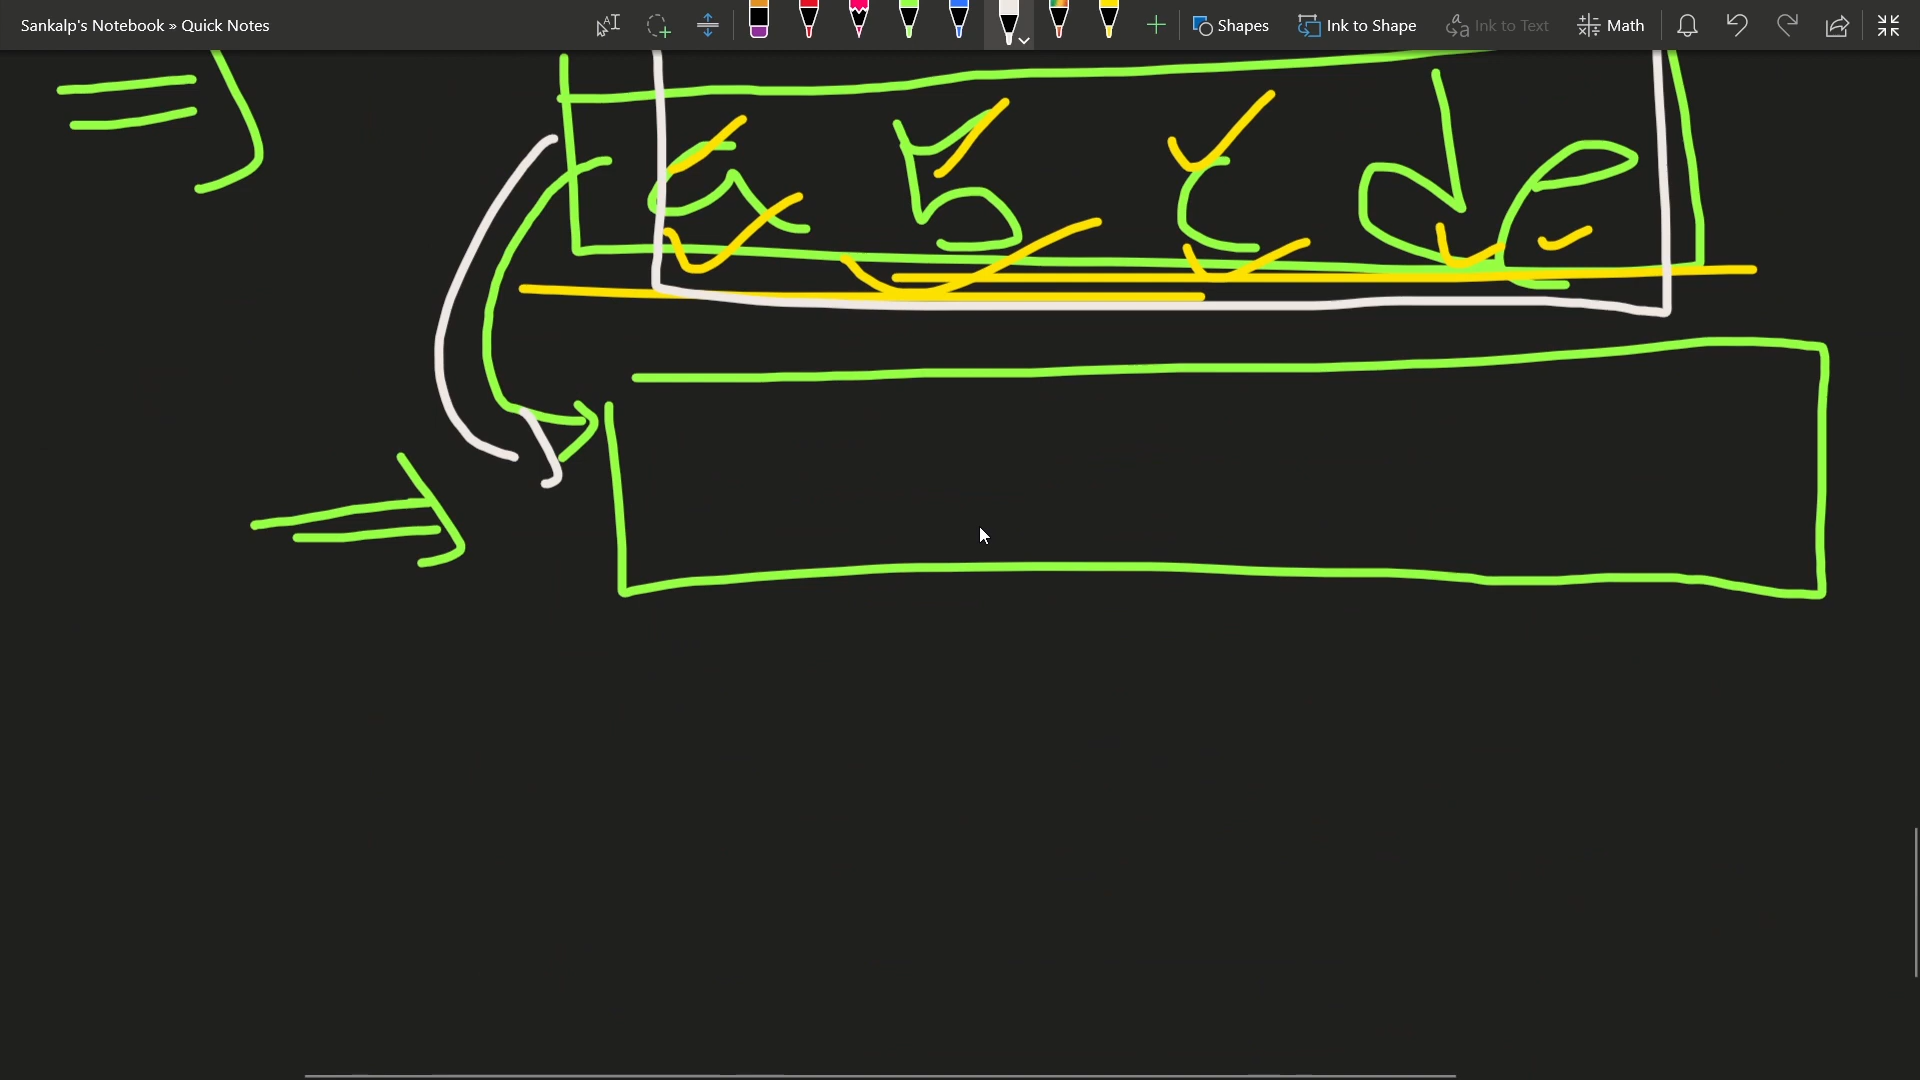 Sankalp's Notebook » Quick Notes Shapes Ink to Shape Ink to Text Math
a b c d e